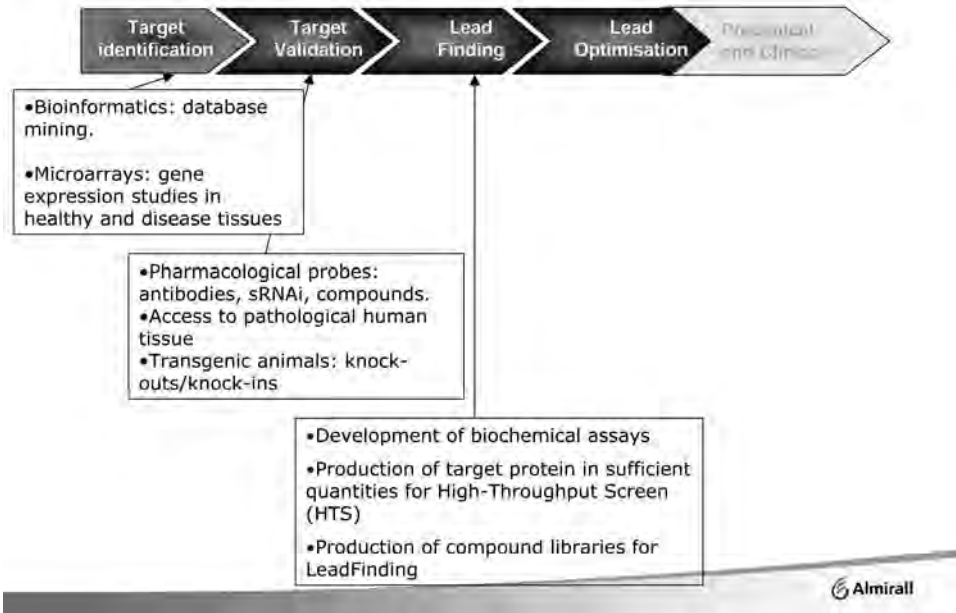 Target
identification
Target
Validation
Lead
Finding
Lead
Optimisation
Preclinical
and Clinical
•Bioinformatics: database
mining.
•Microarrays: gene
expression studies in
healthy and disease tissues
•Pharmacological probes:
antibodies, sRNAi, compounds.
•Access to pathological human
tissue
•Transgenic animals: knock-
outs/knock-ins
•Development of biochemical assays
•Production of target protein in sufficient
quantities for High-Throughput Screen
(HTS)
•Production of compound libraries for
LeadFinding
Almirall